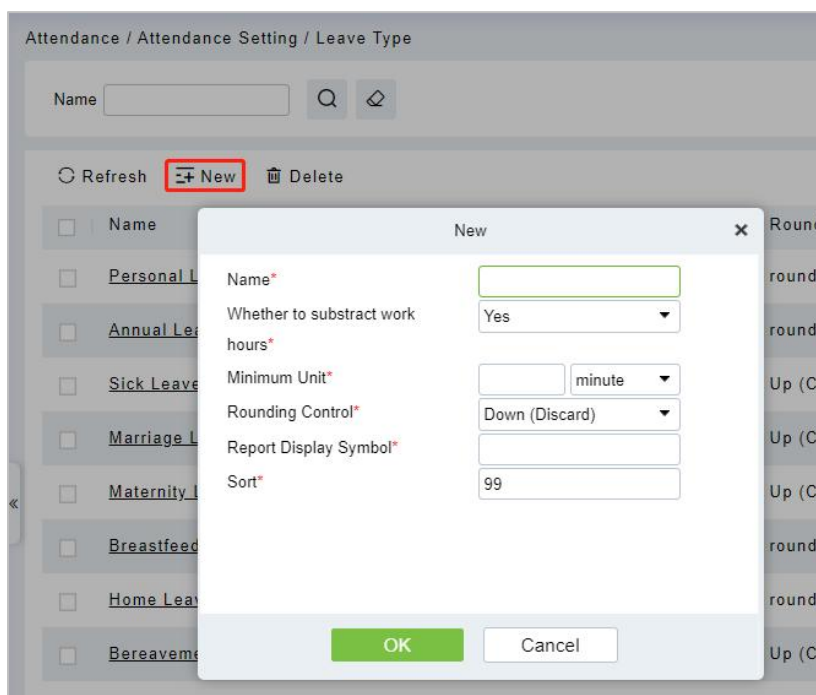 Attendance / Attendance Setting / Leave Type
Name
Refresh New Delete
Name Roun
New
Personal L round
Name*
Whether to substract work hours* Yes
Annual Lea round
Minimum Unit* minute
Sick Leave Up (C
Rounding Control* Down (Discard)
Marriage L Up (C
Report Display Symbol*
Sort* 99
Maternity L Up (C
Breastfeed round
Home Leav round
OK Cancel
Bereaveme Up (C